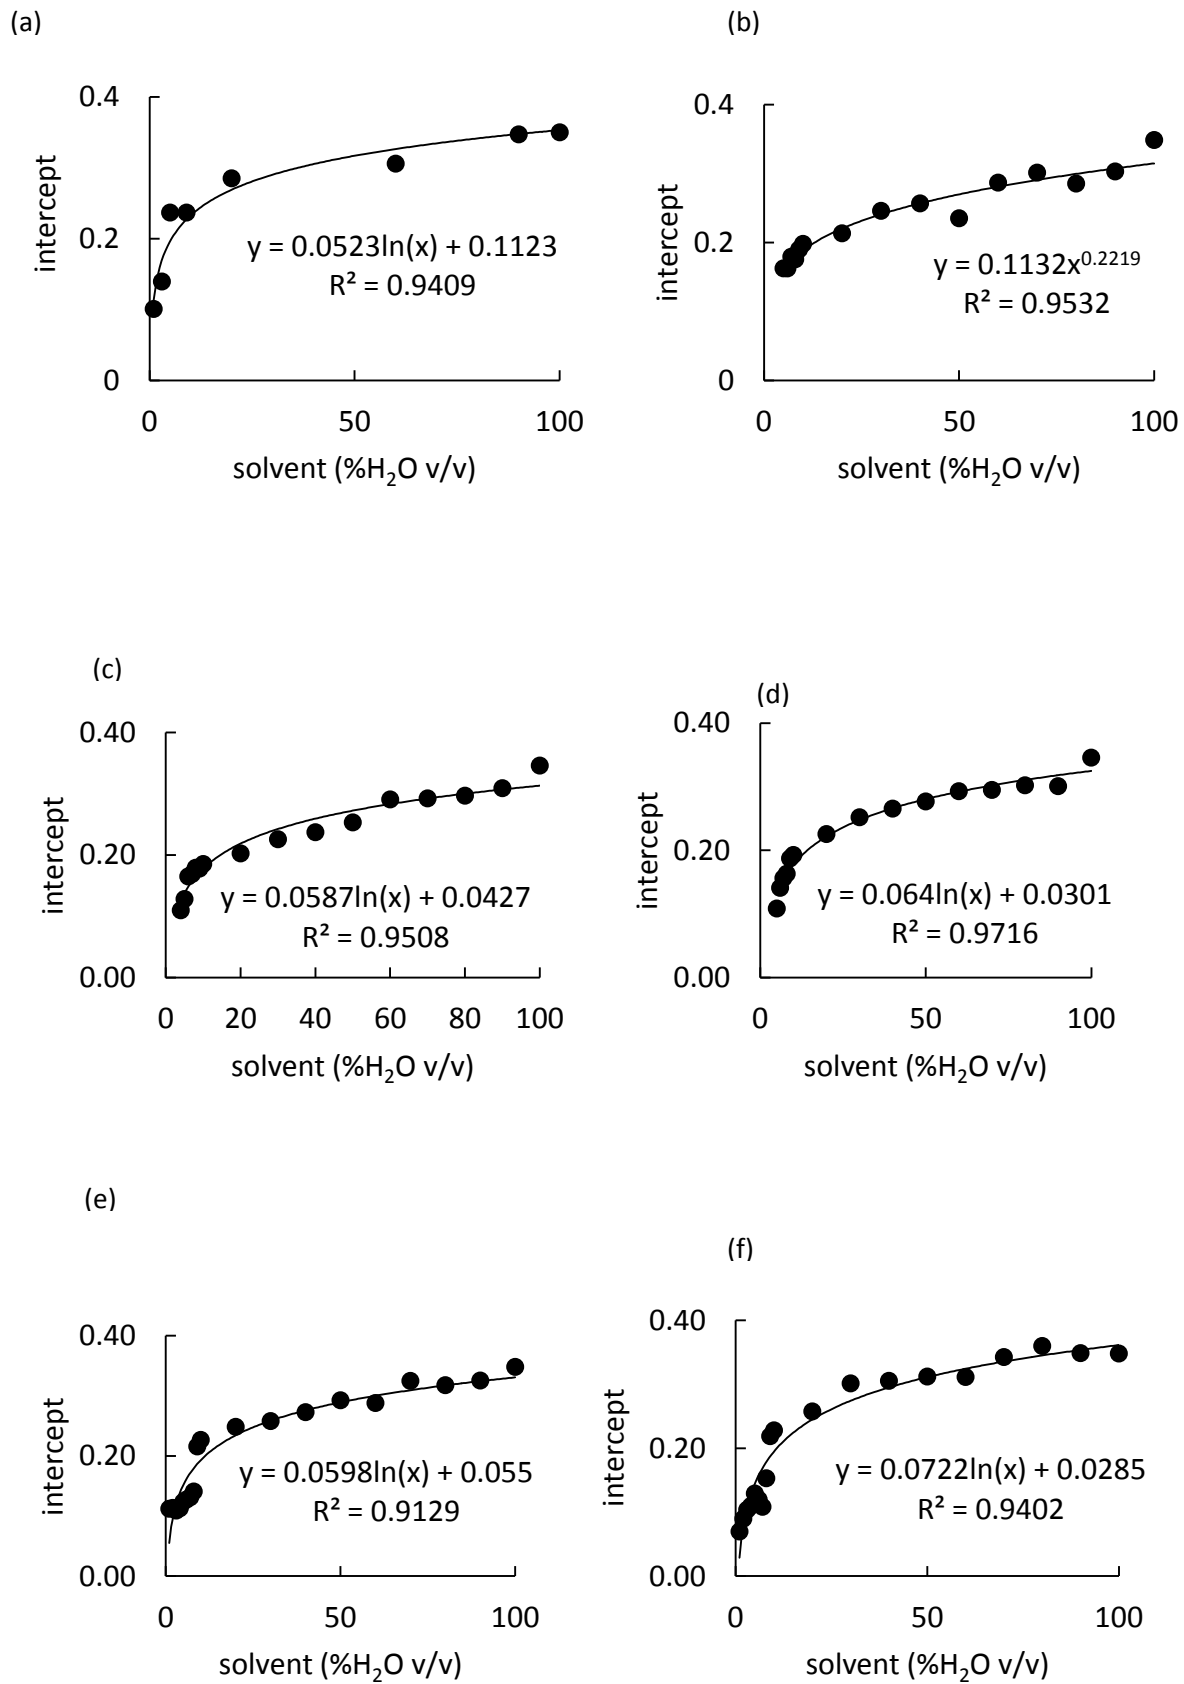 (a)
0.4
0.2
0
intercept
y = 0.0523ln(x) + 0.1123
R² = 0.9409
0 50 100
solvent (%H₂O v/v)
(b)
0.4
0.2
0
intercept
y = 0.1132x^0.2219
R² = 0.9532
0 50 100
solvent (%H₂O v/v)
(c)
0.40
0.20
0.00
intercept
y = 0.0587ln(x) + 0.0427
R² = 0.9508
0 20 40 60 80 100
solvent (%H₂O v/v)
(d)
0.40
0.20
0.00
intercept
y = 0.064ln(x) + 0.0301
R² = 0.9716
0 50 100
solvent (%H₂O v/v)
(e)
0.40
0.20
0.00
intercept
y = 0.0598ln(x) + 0.055
R² = 0.9129
0 50 100
solvent (%H₂O v/v)
(f)
0.40
0.20
0.00
intercept
y = 0.0722ln(x) + 0.0285
R² = 0.9402
0 50 100
solvent (%H₂O v/v)